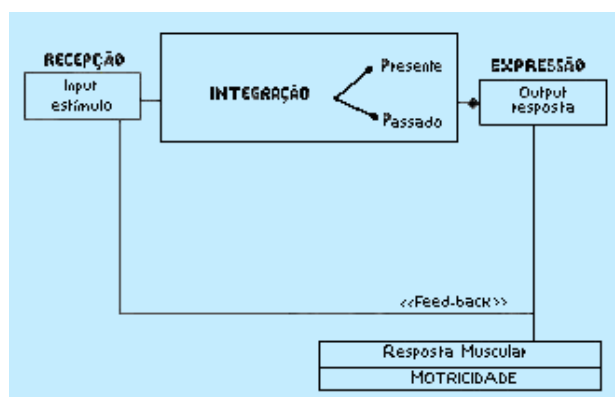 RECEPÇÃO
Input
estímulo
INTEGRAÇÃO
Presente
Passado
EXPRESSÃO
Output
resposta
<<Feed-back>>
Resposta Muscular
MOTRICIDADE